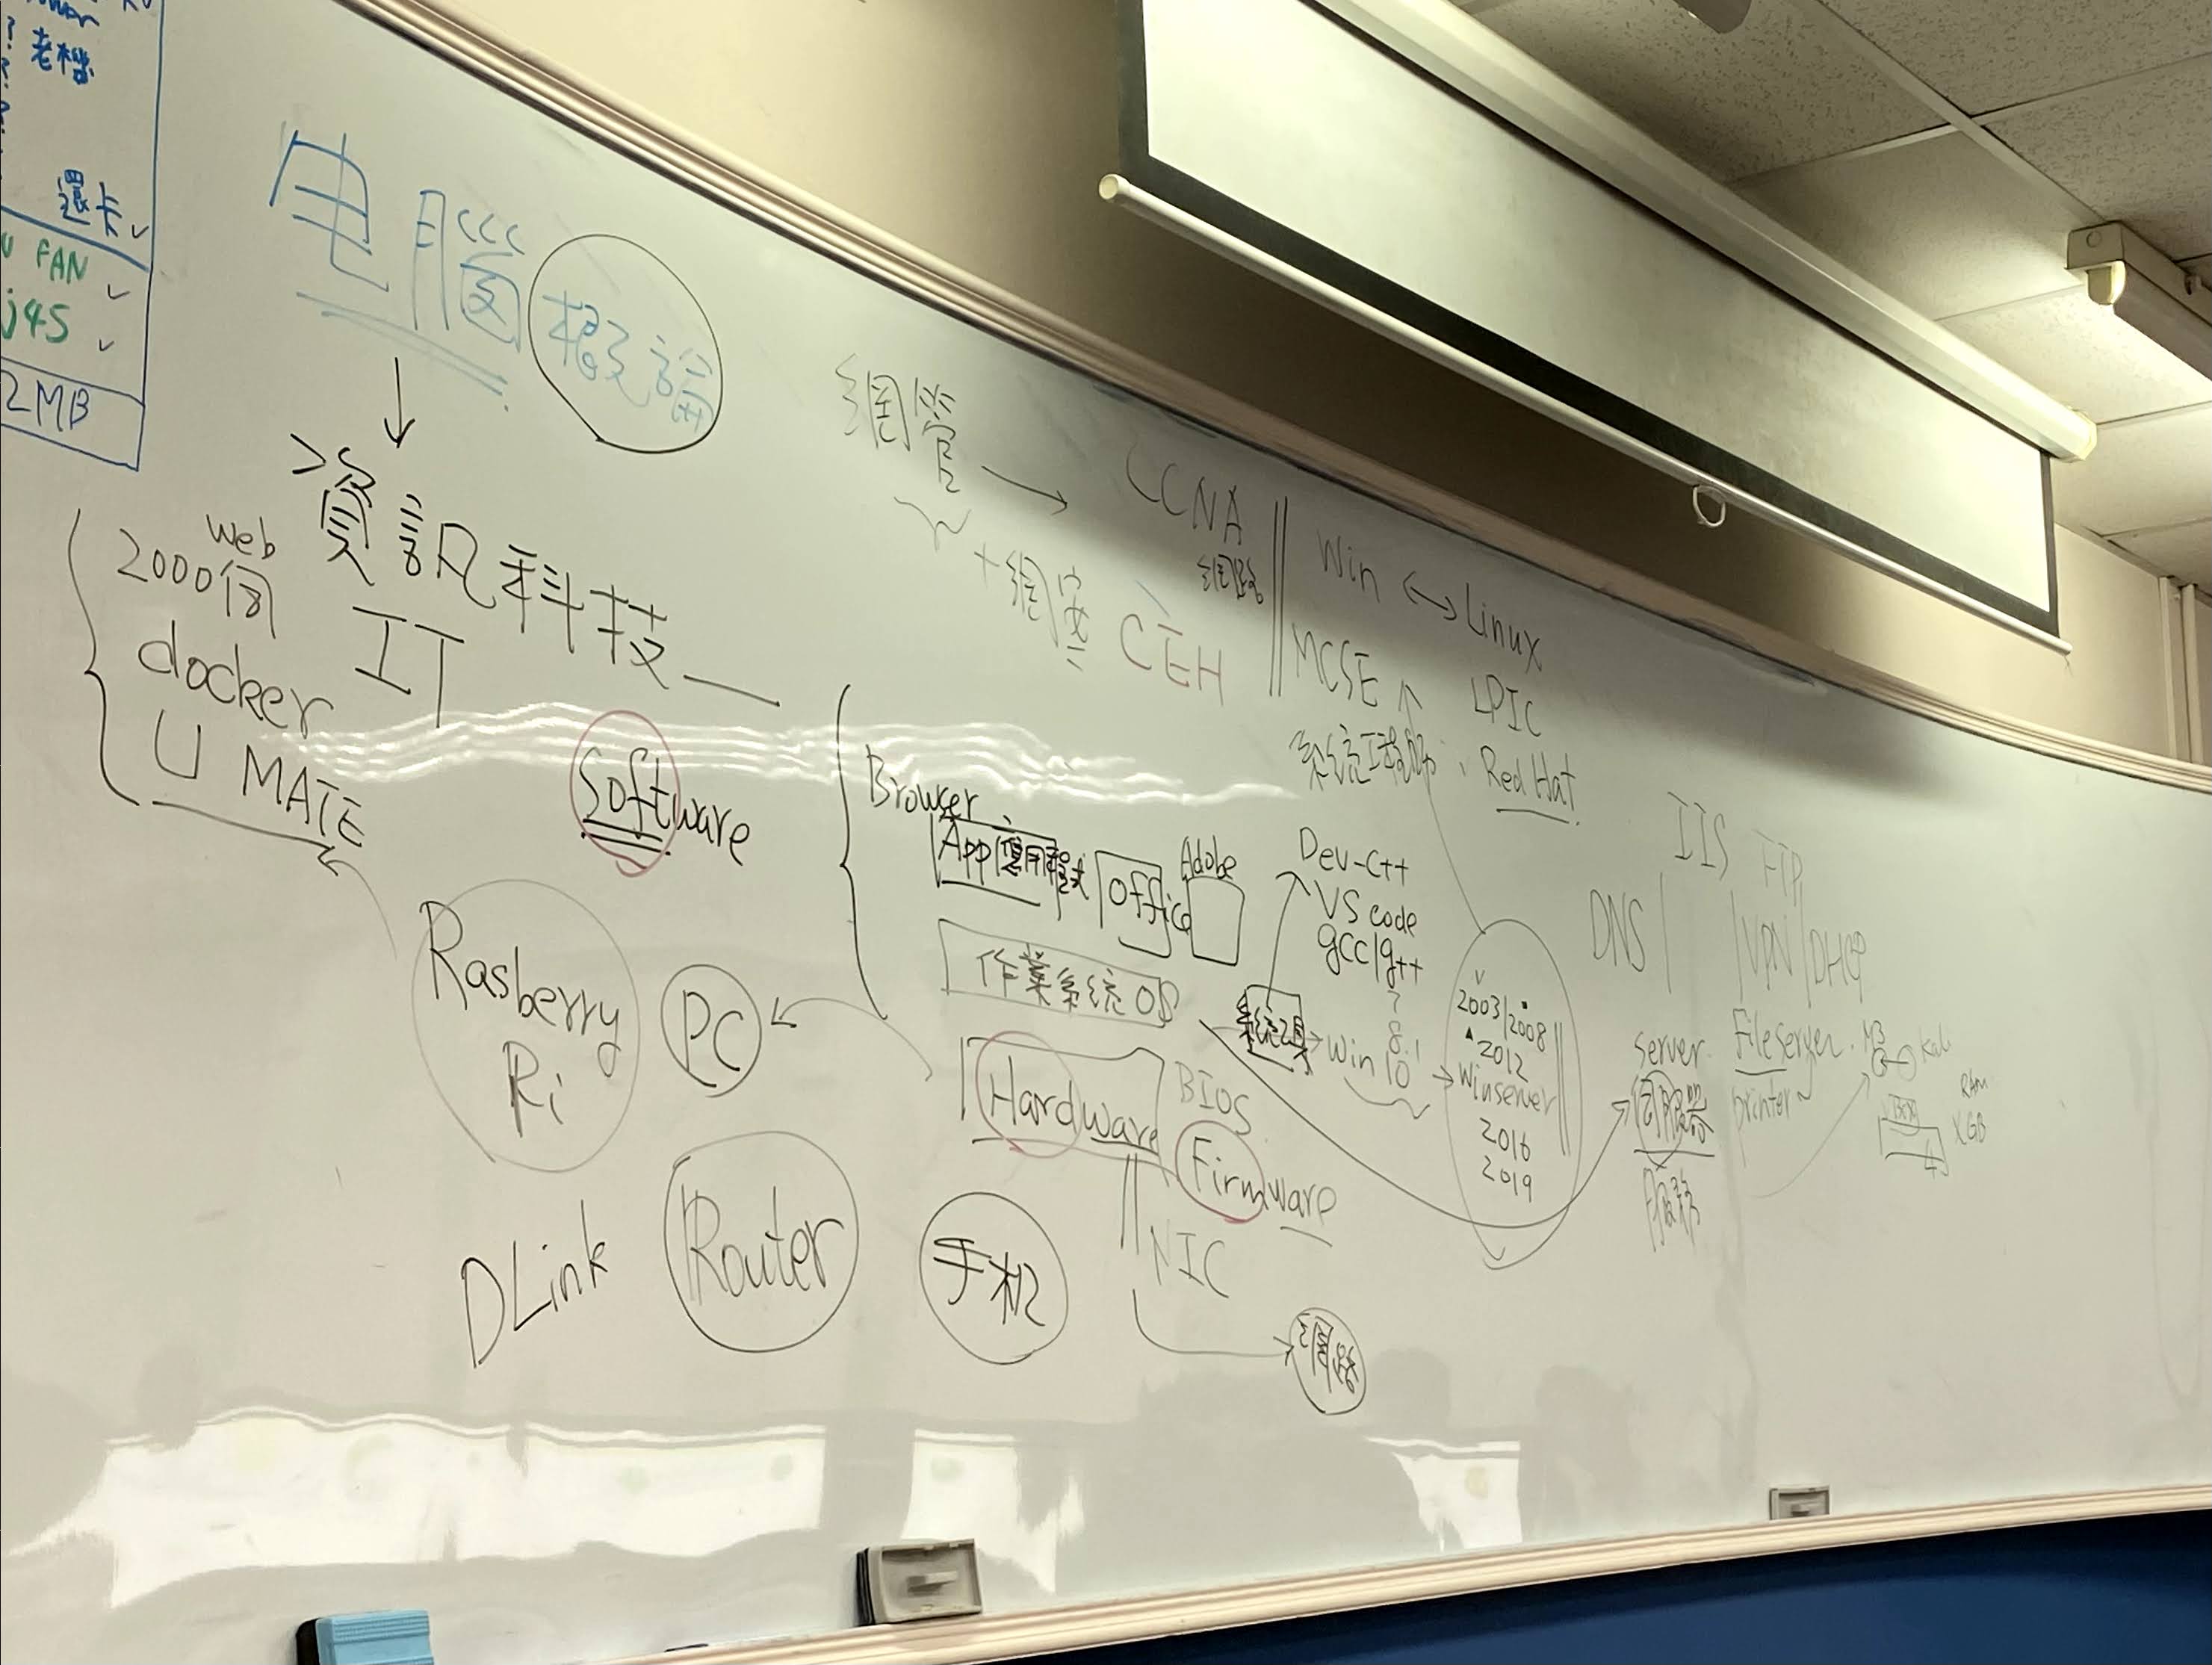 老機
還卡
FAN
j45
2MB
电腦概論
資訊科技
IT
Web
2000個
docker
U MATE
網管
CCNA
網路
+網安
CEH
Win ↔ Linux
MCSE
LPIC
系統工程師、Red Hat
Software
Browser
App應用程式
Office
Adobe
作業系統 OS
Hardware
BIOS
Firmware
NIC
網路
Rasberry
Ri
PC
DLink
Router
手机
Dev-C++
VS code
gcc/g++
系統工具
7
8.1
Win 10
2003/2008
2012
Winserver
2016
2019
IIS
FTP
DNS
VPN
DHCP
Server
伺服器
服務
File Server
printer
Kali
RAM
XGB